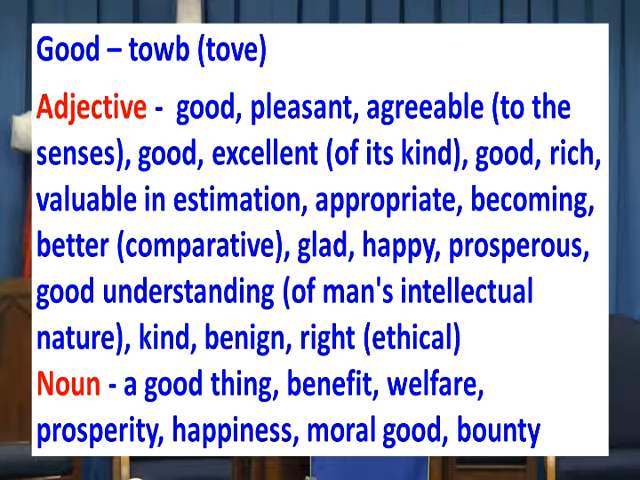 Good – towb (tove)
Adjective -  good, pleasant, agreeable (to the
senses), good, excellent (of its kind), good, rich,
valuable in estimation, appropriate, becoming,
better (comparative), glad, happy, prosperous,
good understanding (of man's intellectual
nature), kind, benign, right (ethical)
Noun - a good thing, benefit, welfare,
prosperity, happiness, moral good, bounty